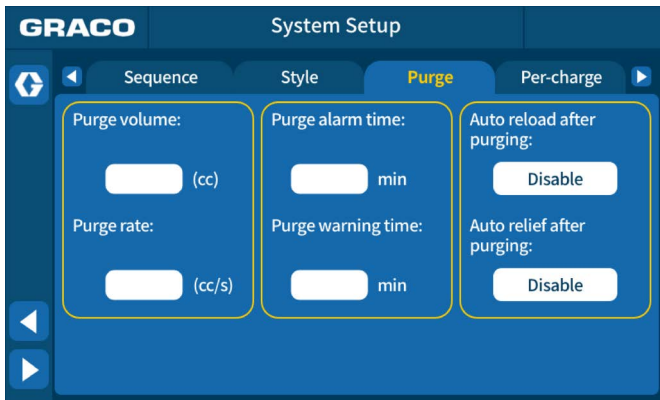 GRACO
System Setup
Sequence
Style
Purge
Per-charge
Purge volume:
(cc)
Purge rate:
(cc/s)
Purge alarm time:
min
Purge warning time:
min
Auto reload after
purging:
Disable
Auto relief after
purging:
Disable